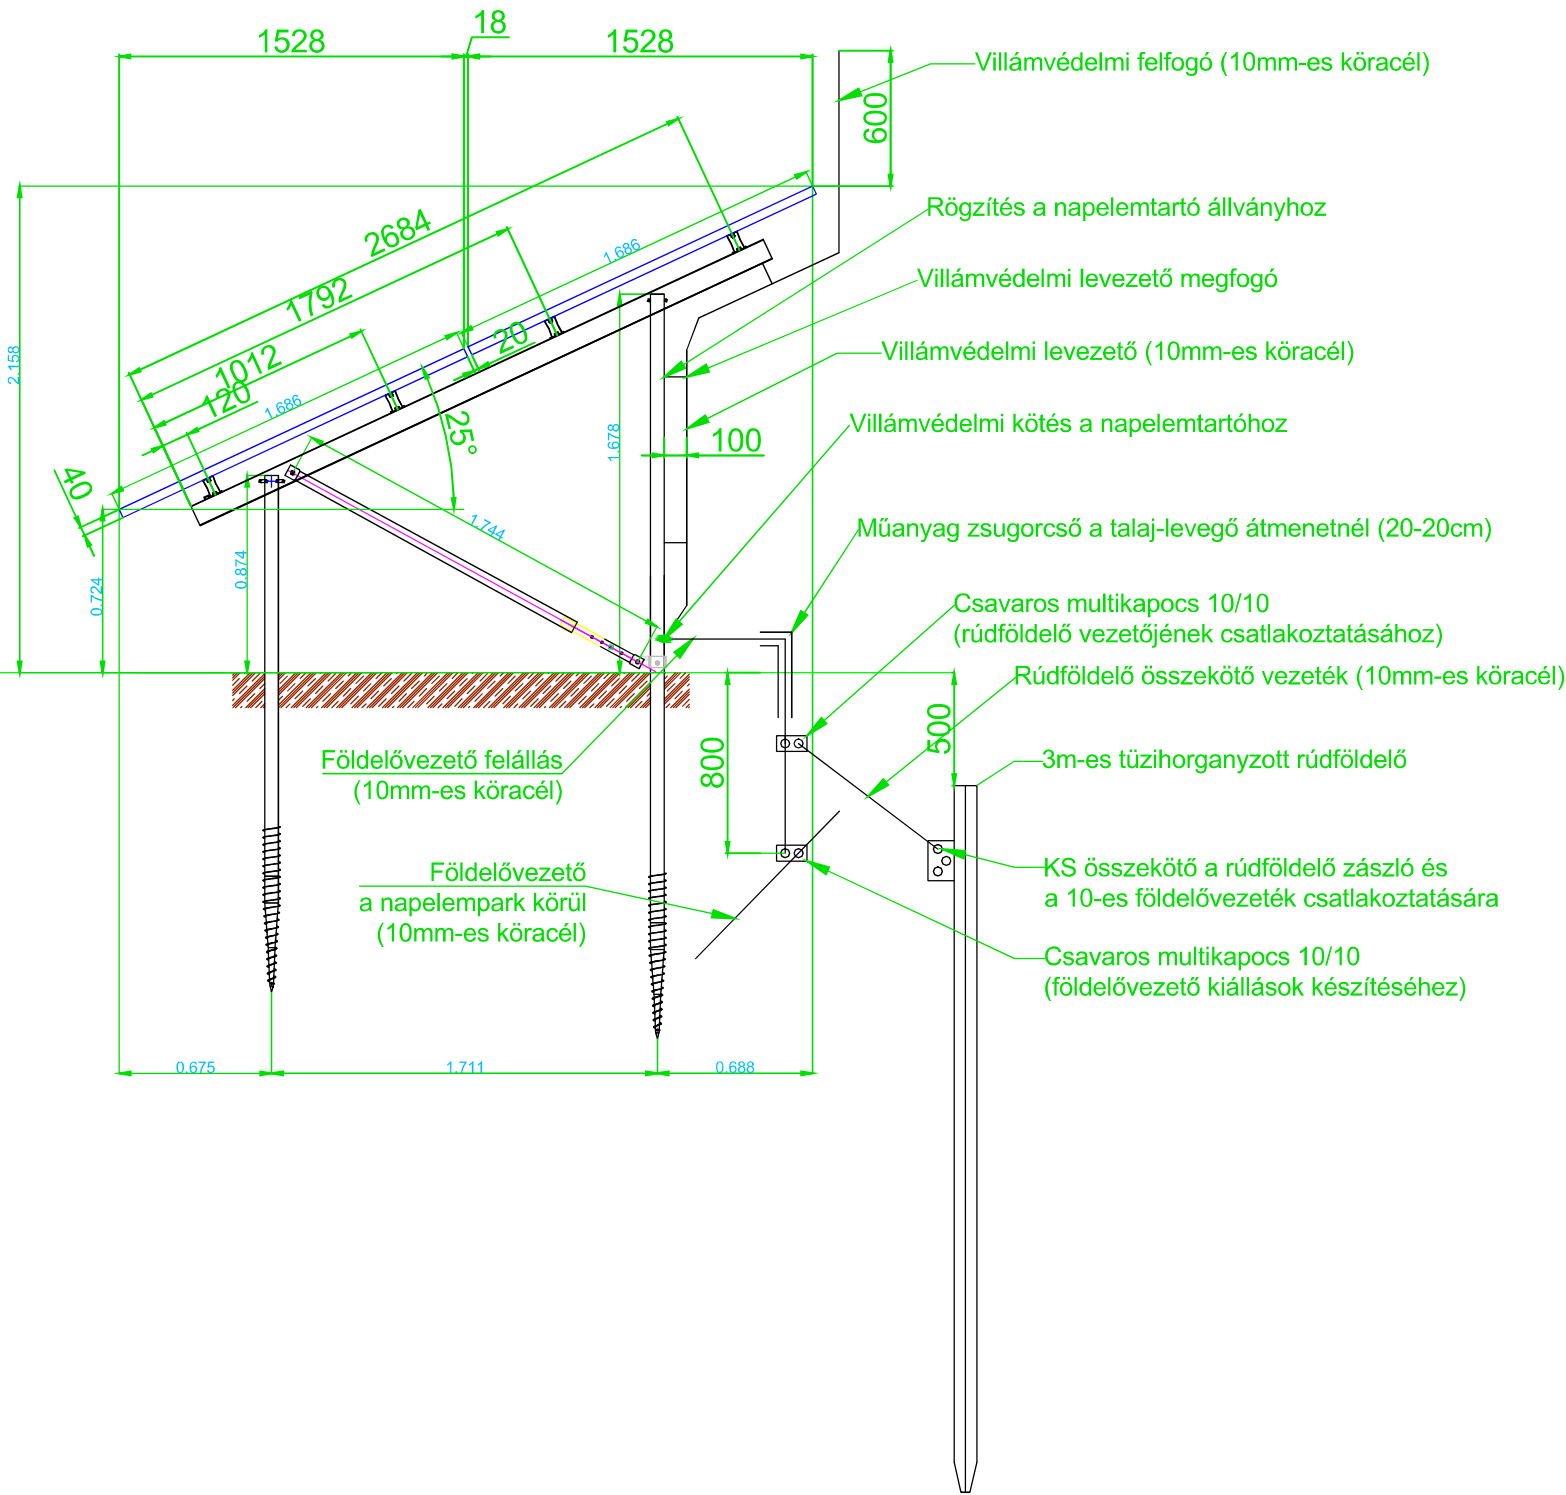 18
1528
1528
Villámvédelmi felfogó (10mm-es köracél)
600
2684
Rögzítés a napelemtartó állványhoz
1.686
Villámvédelmi levezető megfogó
1792
20
2.158
Villámvédelmi levezető (10mm-es köracél)
1012
120
1.686
25°
1.678
100
Villámvédelmi kötés a napelemtartóhoz
40
1.744
Műanyag zsugorcső a talaj-levegő átmenetnél (20-20cm)
0.874
0.724
Csavaros multikapocs 10/10
(rúdföldelő vezetőjének csatlakoztatásához)
Rúdföldelő összekötő vezeték (10mm-es köracél)
500
800
Földelővezető felállás
(10mm-es köracél)
3m-es tüzihorganyzott rúdföldelő
Földelővezető
a napelempark körül
(10mm-es köracél)
KS összekötő a rúdföldelő zászló és
a 10-es földelővezeték csatlakoztatására
Csavaros multikapocs 10/10
(földelővezető kiállások készítéséhez)
0.675
1.711
0.688